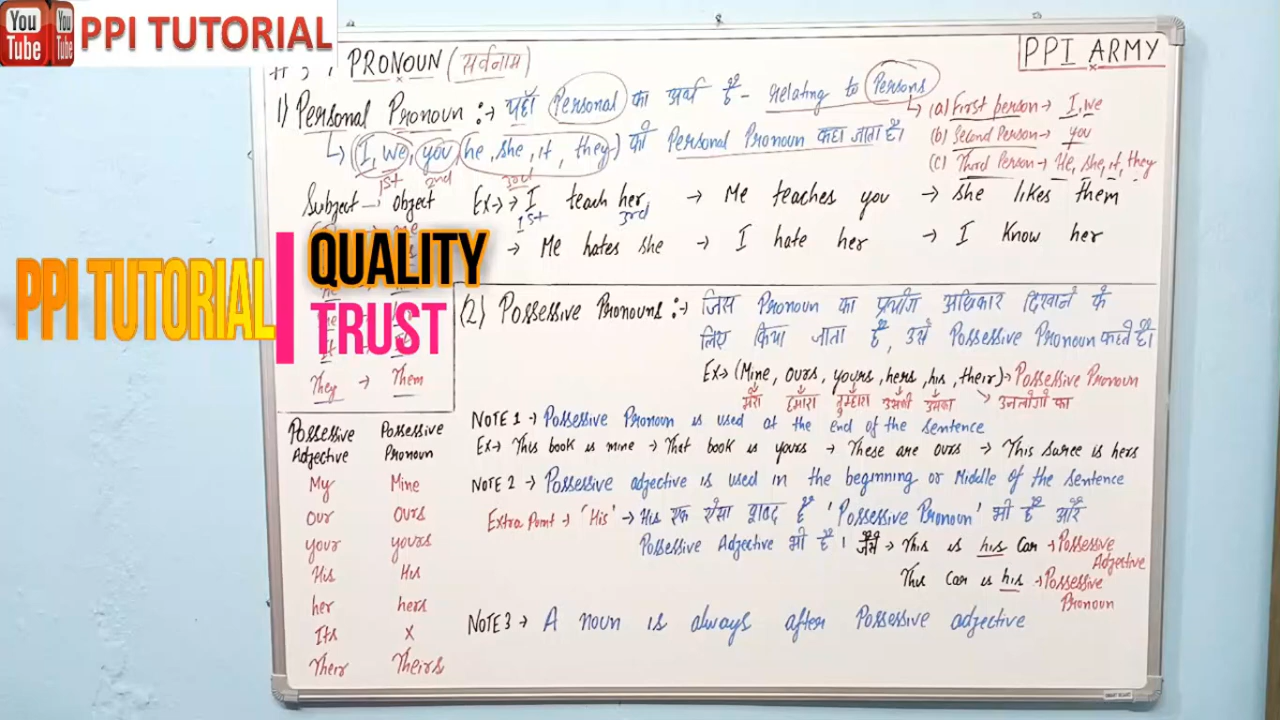 You Tube You Tube PPI TUTORIAL
PPI ARMY
PRONOUN (सर्वनाम)
1) Personal Pronoun :→ यहाँ Personal का अर्थ है - relating to Persons
↳ (I, we, you, he, she, it, they) को Personal Pronoun कहा जाता है।
1st 2nd 3rd
(a) First person → I, we
(b) Second Person → you
(c) Third Person → He, she, it, they
Subject → object
They → Them
Ex →→ I teach her, → Me teaches you → she likes them
1st 3rd
→ Me hates she → I hate her → I know her
PPI TUTORIAL
QUALITY
TRUST
(2) Possessive Pronouns :→ जिस Pronoun का प्रयोग अधिकार दिखाने के
लिए किया जाता है, उसे Possessive Pronoun कहते है।
Ex → (Mine, ours, yours, hers, his, their) → Possessive Pronoun
मेरा हमारा तुम्हारा उसकी उसका उनलोगों का
NOTE 1 → Possessive Pronoun is used at the end of the sentence
Ex → This book is mine → That book is yours → These are ours → This saree is hers
NOTE 2 → Possessive adjective is used in the beginning or Middle of the sentence
Extra Point → 'His' → His एक ऐसा शब्द है 'Possessive Pronoun' भी है और
Possessive Adjective भी है। जैसे → This is his Car → Possessive Adjective
This Car is his → Possessive Pronoun
NOTE 3 → A noun is always after Possessive adjective
Possessive Adjective Possessive Pronoun
My Mine
Our Ours
your yours
His His
her hers
Its X
Their Theirs